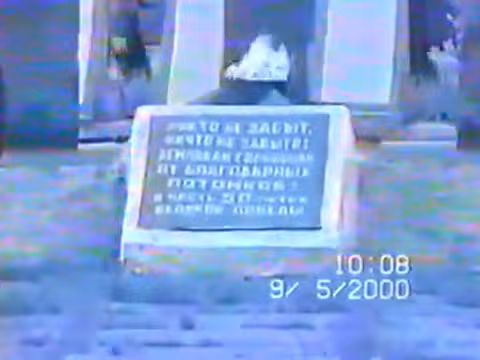 НИКТО НЕ ЗАБЫТ,
НИЧТО НЕ ЗАБЫТО!
ОТ БЛАГОДАРНЫХ
ПОТОМКОВ!
В ЧЕСТЬ 50-ЛЕТИЯ
ВЕЛИКОЙ ПОБЕДЫ
10:08
9/ 5/2000